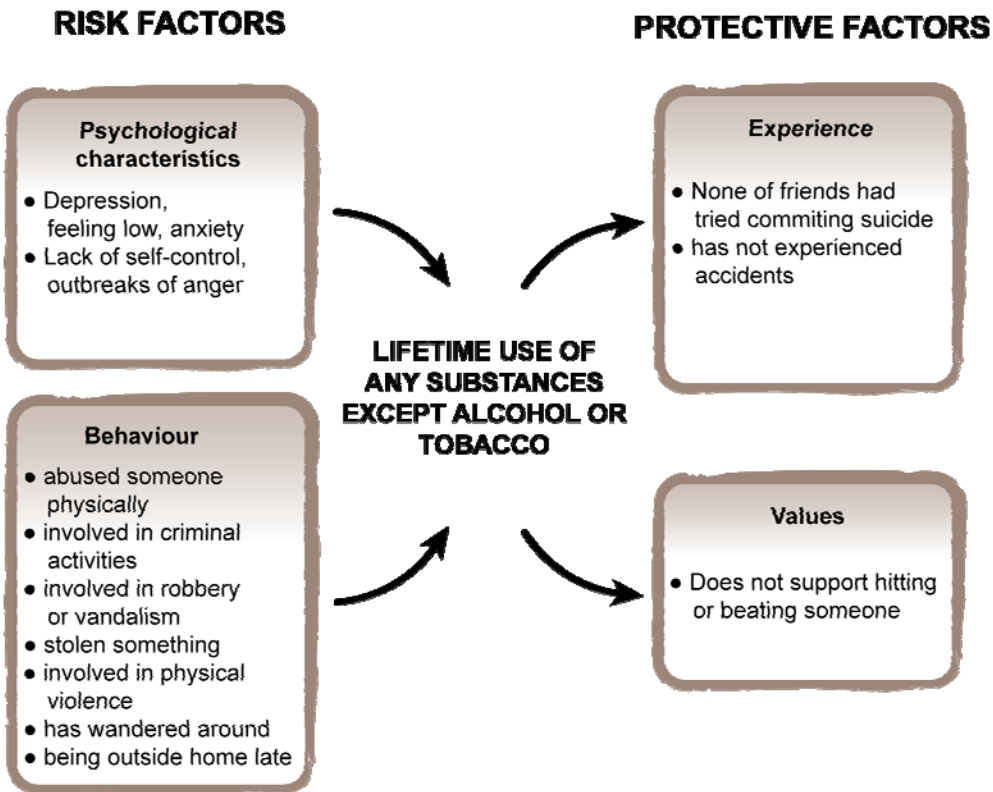 RISK FACTORS
PROTECTIVE FACTORS
Psychological
characteristics
● Depression,
feeling low, anxiety
● Lack of self-control,
outbreaks of anger
Behaviour
● abused someone
physically
● involved in criminal
activities
● involved in robbery
or vandalism
● stolen something
● involved in physical
violence
● has wandered around
● being outside home late
LIFETIME USE OF
ANY SUBSTANCES
EXCEPT ALCOHOL OR
TOBACCO
Experience
● None of friends had
tried commiting suicide
● has not experienced
accidents
Values
● Does not support hitting
or beating someone